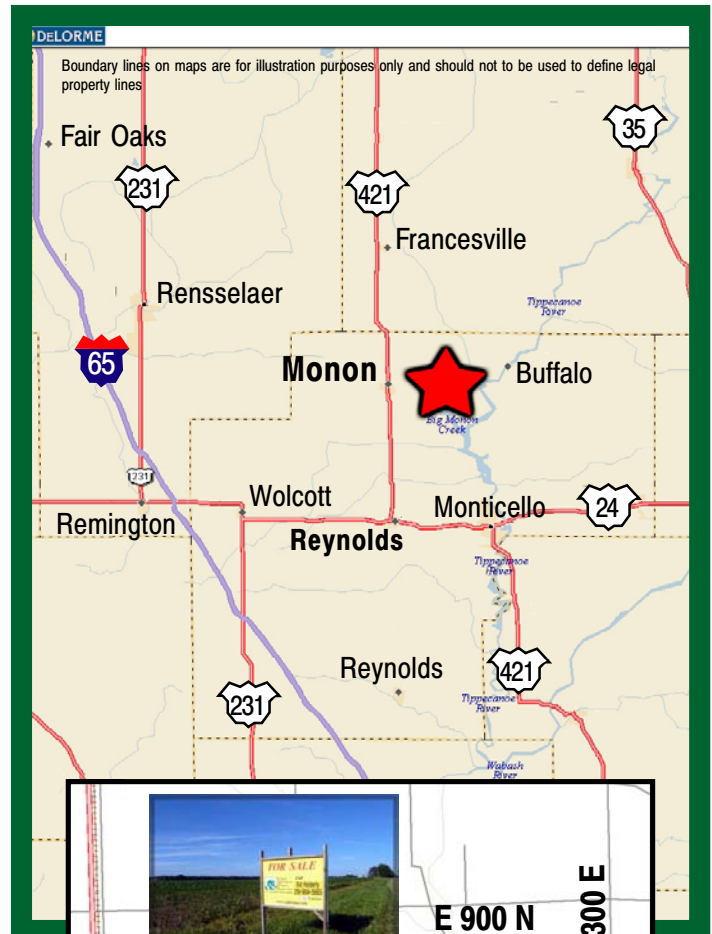 DELORME
Boundary lines on maps are for illustration purposes only and should not to be used to define legal
property lines
35
Fair Oaks
231
421
Francesville
Rensselaer
Tippecanoe
River
65
Monon
Buffalo
Big Monon
Creek
231
Wolcott
Monticello
24
Remington
Reynolds
Tippecanoe
River
Reynolds
421
231
Tippecanoe
River
Wabash
River
FOR SALE
E 900 N
300 E